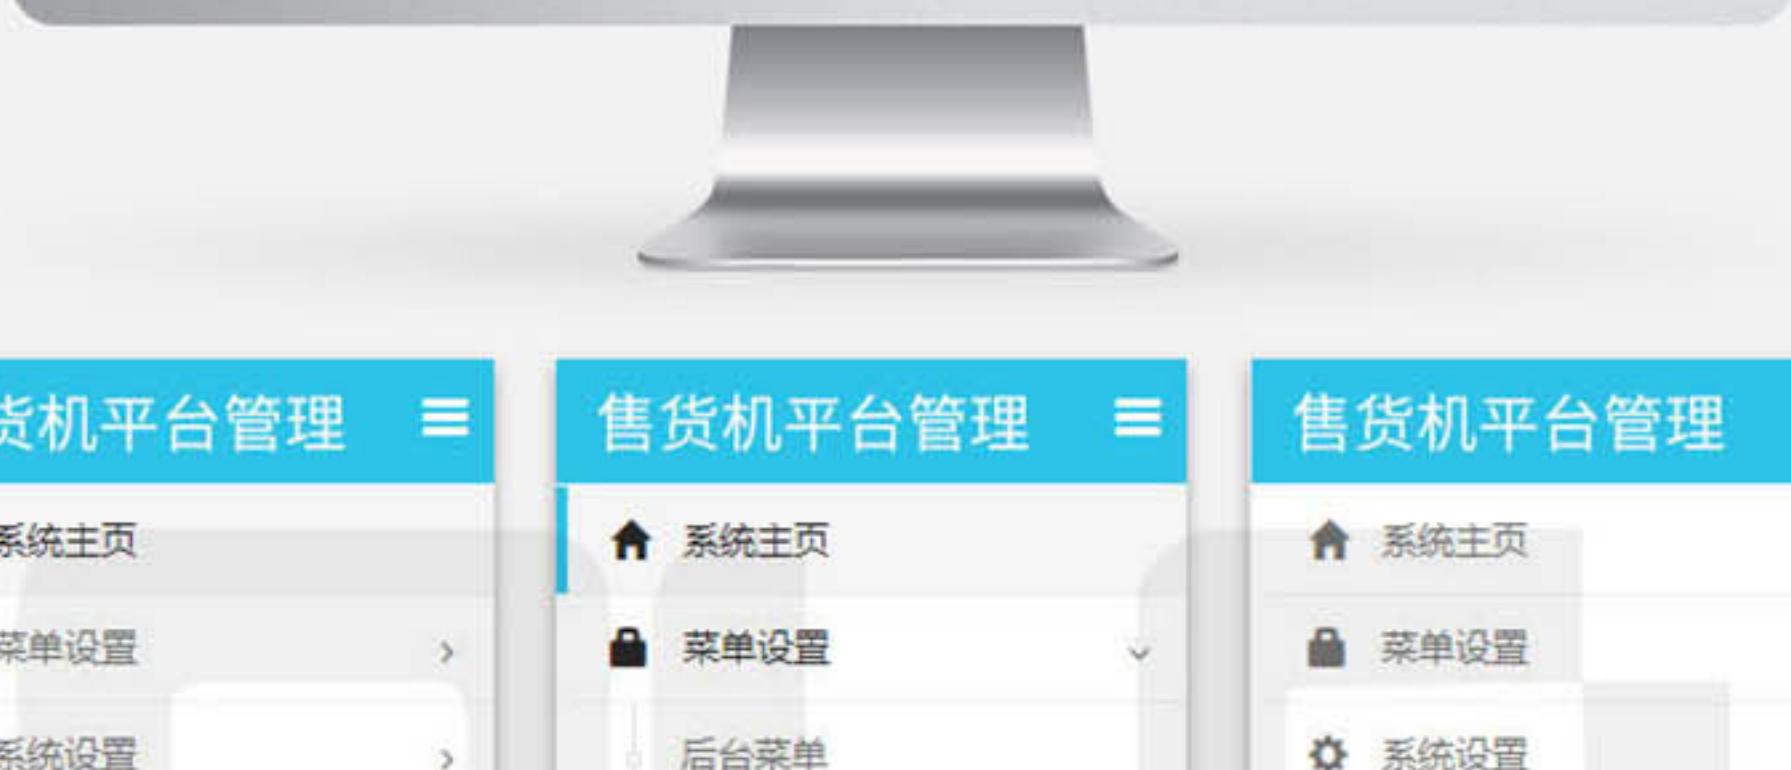 货机平台管理
系统主页
菜单设置
系统设置
售货机平台管理
系统主页
菜单设置
后台菜单
售货机平台管理
系统主页
菜单设置
系统设置